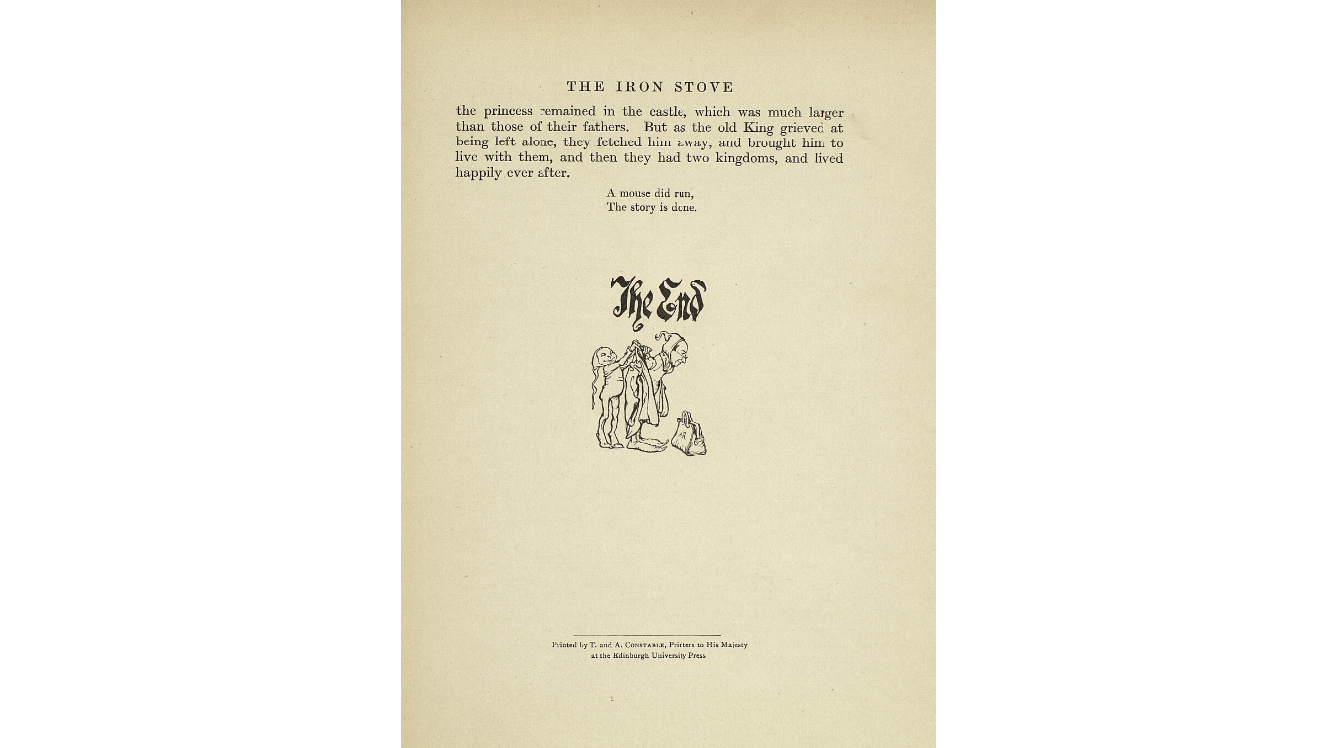 THE IRON STOVE
the princess remained in the castle, which was much larger
than those of their fathers. But as the old King grieved at
being left alone, they fetched him away, and brought him to
live with them, and then they had two kingdoms, and lived
happily ever after.
A mouse did run,
The story is done.
The End
Printed by T. and A. CONSTABLE, Printers to His Majesty
at the Edinburgh University Press